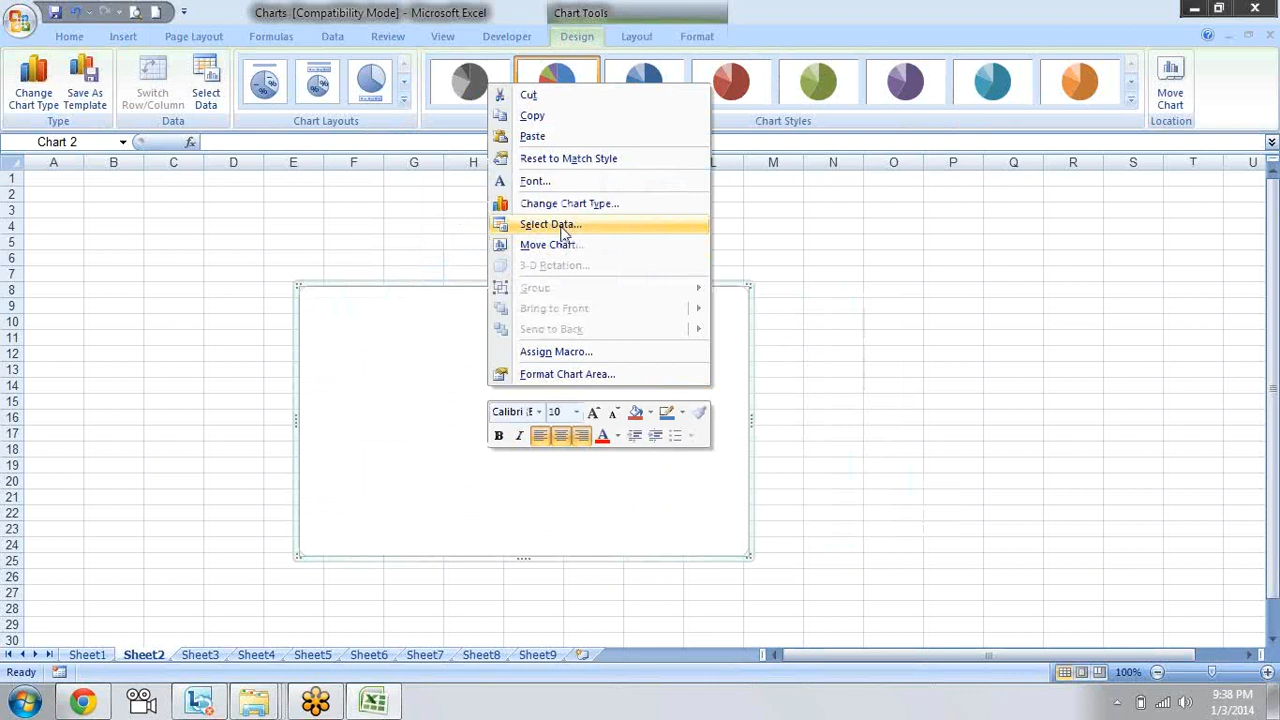 Charts [Compatibility Mode] - Microsoft Excel
Chart Tools
Home Insert Page Layout Formulas Data Review View Developer Design Layout Format
Change Chart Type
Save As Template
Switch Row/Column
Select Data
Move Chart
Type
Data
Chart Layouts
Chart Styles
Location
Chart 2
fx
A B C D E F G H L M N O P Q R S T U
1
2
3
4
5
6
7
8
9
10
11
12
13
14
15
16
17
18
19
20
21
22
23
24
25
26
27
28
29
30
Cut
Copy
Paste
Reset to Match Style
Font...
Change Chart Type...
Select Data...
Move Chart...
3-D Rotation...
Group
Bring to Front
Send to Back
Assign Macro...
Format Chart Area...
Calibri (E 10 A A
B I A
Sheet1 Sheet2 Sheet3 Sheet4 Sheet5 Sheet6 Sheet7 Sheet8 Sheet9
Ready
100%
9:38 PM
1/3/2014